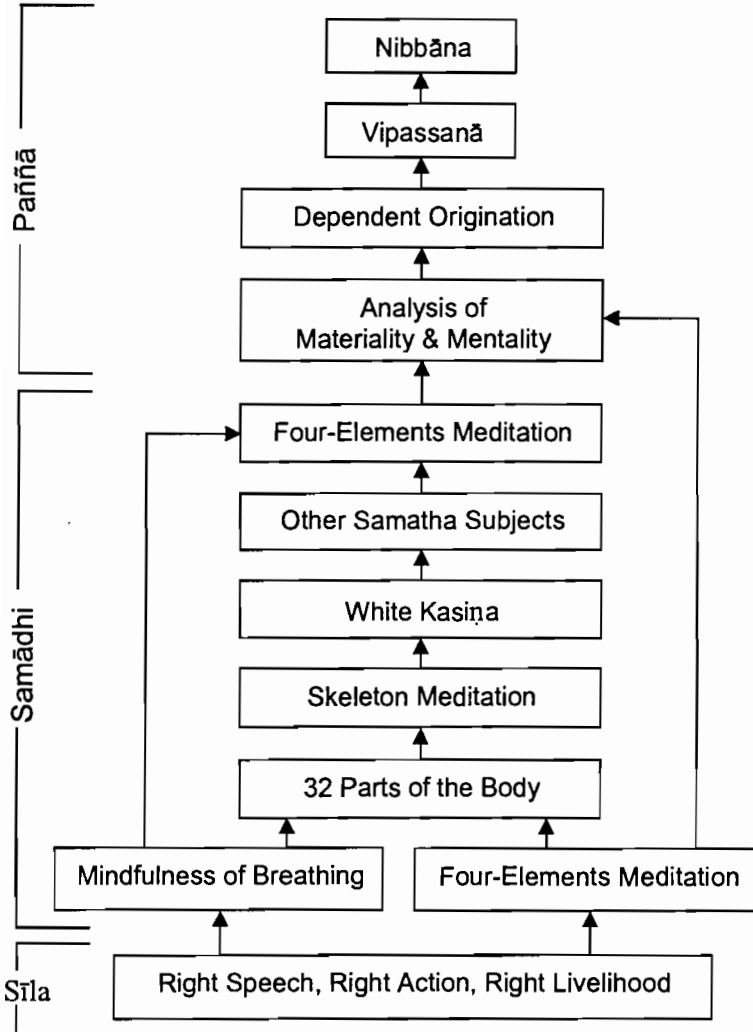 Nibbāna
Vipassanā
Dependent Origination
Analysis of
Materiality & Mentality
Paññā
Four-Elements Meditation
Other Samatha Subjects
White Kasiṇa
Skeleton Meditation
32 Parts of the Body
Mindfulness of Breathing
Four-Elements Meditation
Samādhi
Right Speech, Right Action, Right Livelihood
Sīla